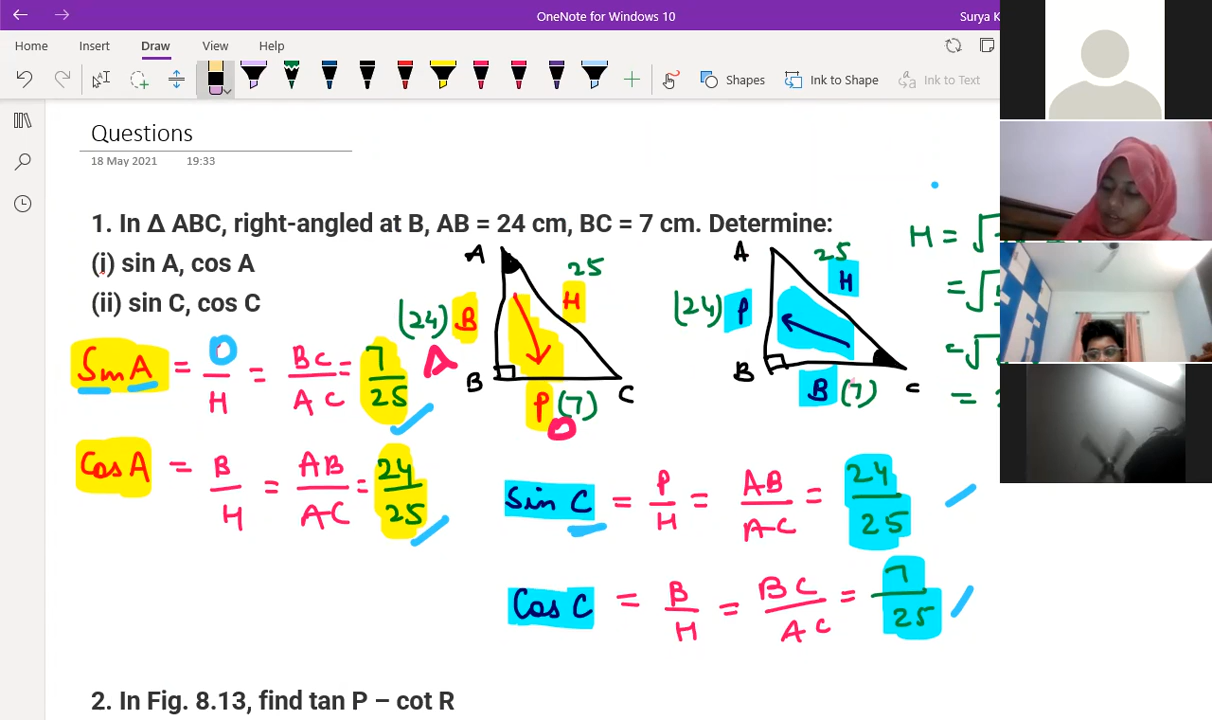 OneNote for Windows 10
Surya K
Home Insert Draw View Help
Shapes Ink to Shape Ink to Text
Questions
18 May 2021 19:33
1. In Δ ABC, right-angled at B, AB = 24 cm, BC = 7 cm. Determine:
(i) sin A, cos A
(ii) sin C, cos C
A 25 H (24) B B P (7) C
A
O
A 25 H (24) P B B (7) C
H = √
= √
= √
=
Sin A = O/H = BC/AC = 7/25
Cos A = B/H = AB/AC = 24/25
Sin C = P/H = AB/AC = 24/25
Cos C = B/H = BC/AC = 7/25
2. In Fig. 8.13, find tan P – cot R